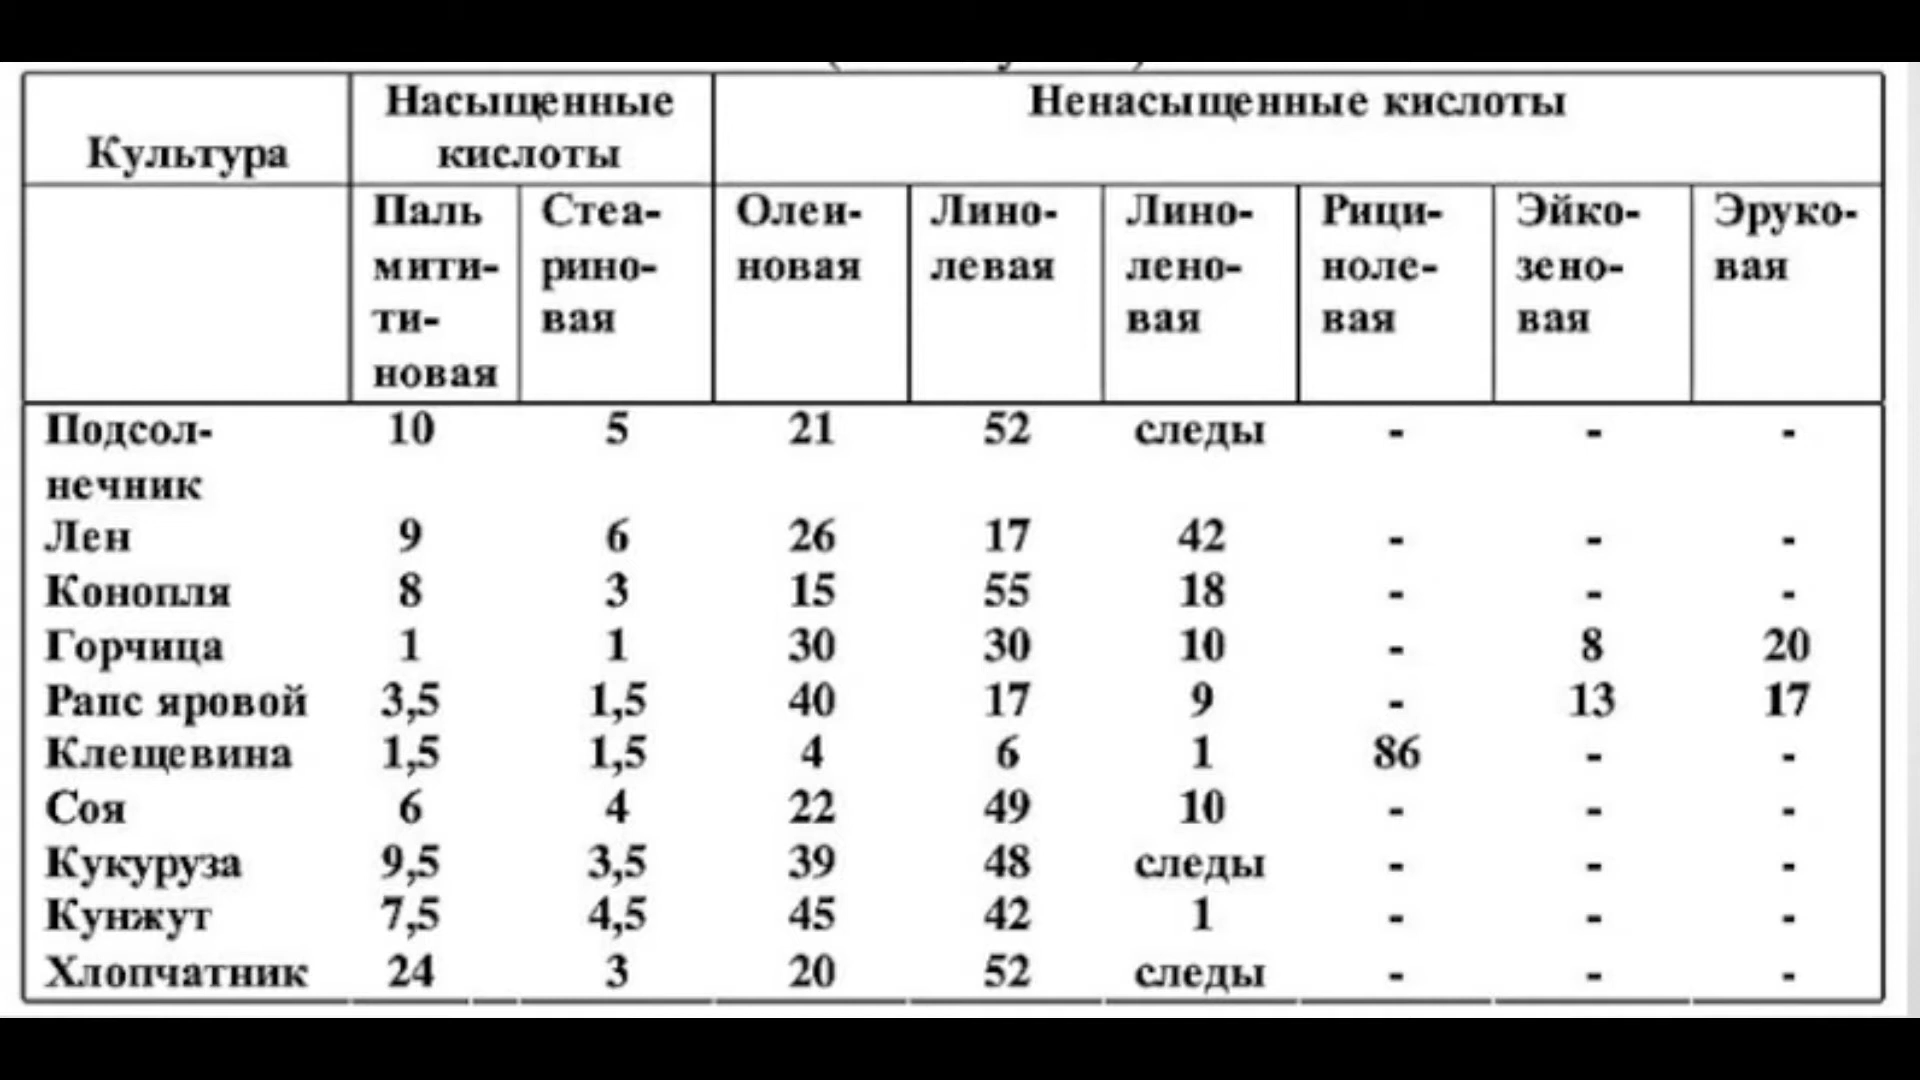 Культура Насыщенные кислоты Ненасыщенные кислоты
Паль мити- ти- новая Стеа- рино- вая Олеи- новая Лино- левая Лино- лено- вая Рици- ноле- вая Эйко- зено- вая Эруко- вая
Подсол- нечник 10 5 21 52 следы - - -
Лен 9 6 26 17 42 - - -
Конопля 8 3 15 55 18 - - -
Горчица 1 1 30 30 10 - 8 20
Рапс яровой 3,5 1,5 40 17 9 - 13 17
Клещевина 1,5 1,5 4 6 1 86 - -
Соя 6 4 22 49 10 - - -
Кукуруза 9,5 3,5 39 48 следы - - -
Кунжут 7,5 4,5 45 42 1 - - -
Хлопчатник 24 3 20 52 следы - - -